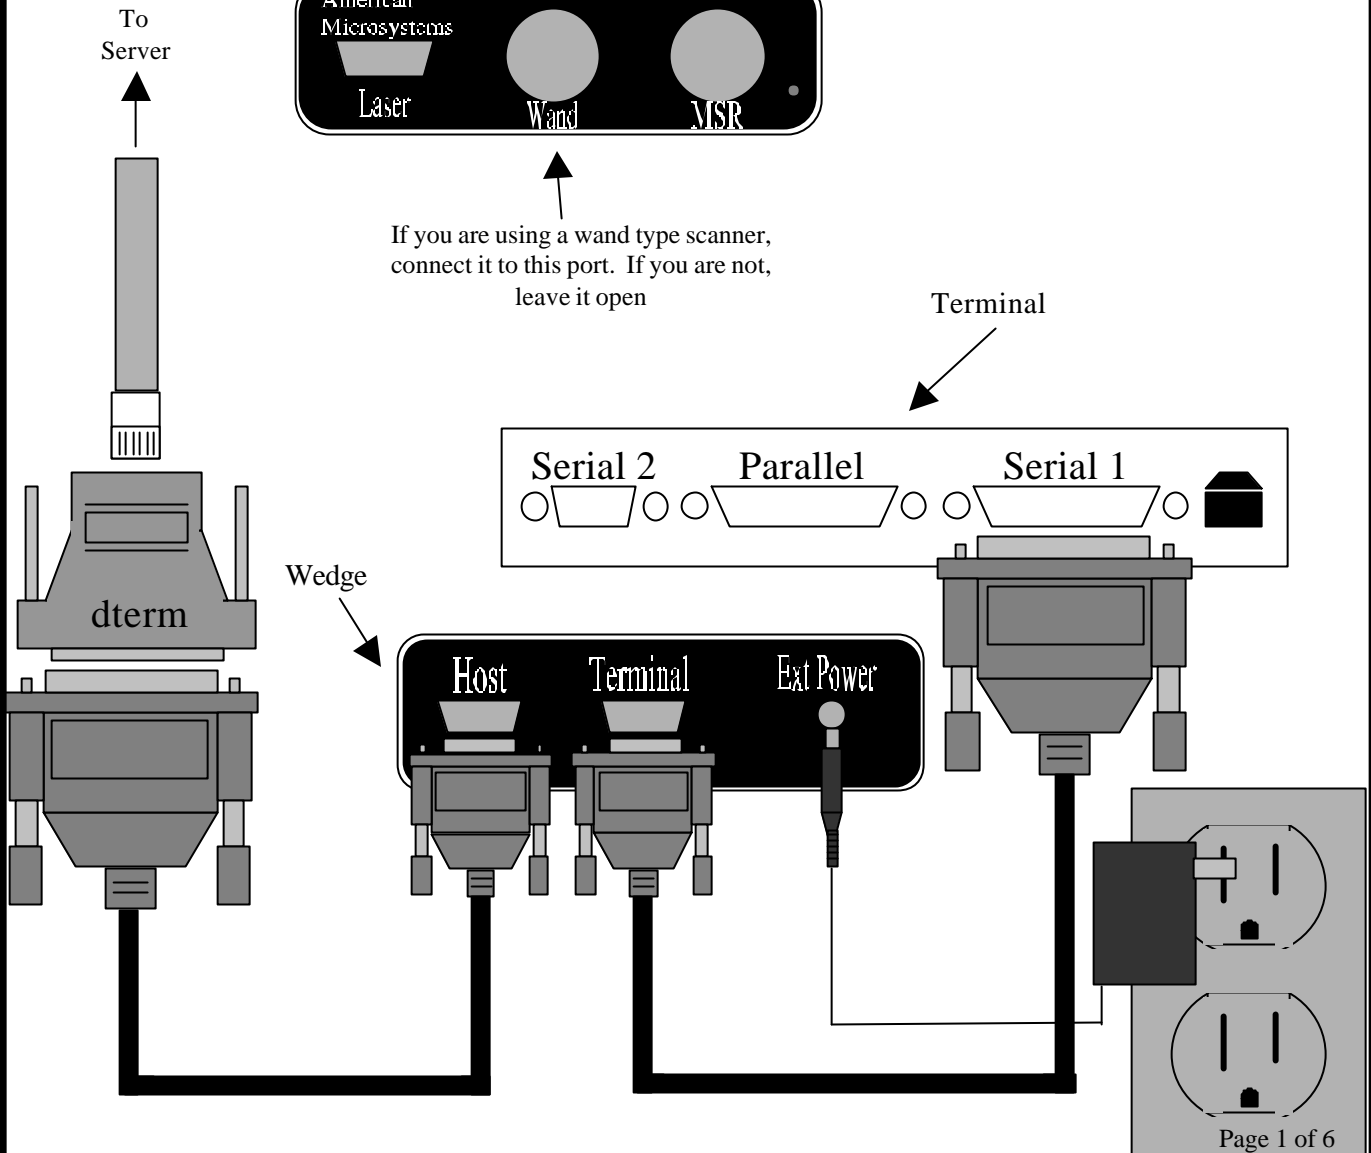 To
Server
American
Microsystems
Laser
Wand
MSR
If you are using a wand type scanner,
connect it to this port. If you are not,
leave it open
Terminal
Serial 2
Parallel
Serial 1
Wedge
dterm
Host
Terminal
Ext Power
Page 1 of 6